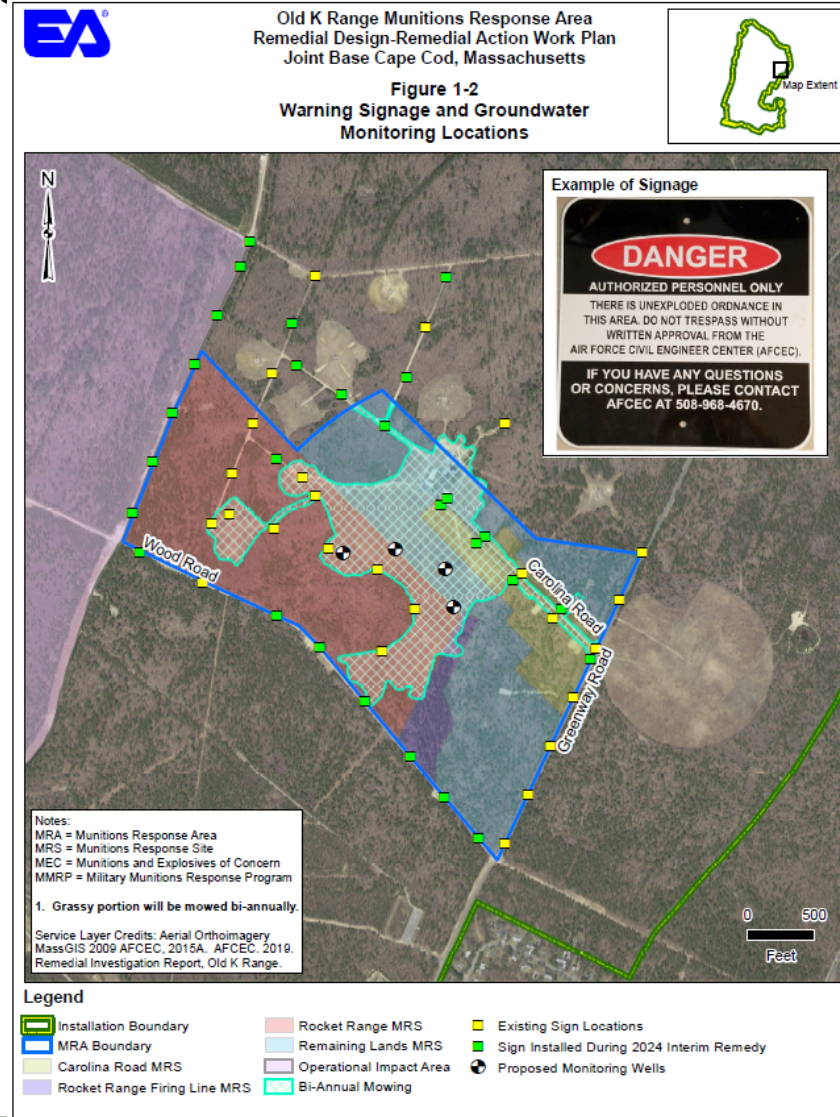 EA®
Old K Range Munitions Response Area
Remedial Design-Remedial Action Work Plan
Joint Base Cape Cod, Massachusetts
Figure 1-2
Warning Signage and Groundwater
Monitoring Locations
Map Extent
N
Example of Signage
DANGER
AUTHORIZED PERSONNEL ONLY
THERE IS UNEXPLODED ORDNANCE IN
THIS AREA. DO NOT TRESPASS WITHOUT
WRITTEN APPROVAL FROM THE
AIR FORCE CIVIL ENGINEER CENTER (AFCEC).
IF YOU HAVE ANY QUESTIONS
OR CONCERNS, PLEASE CONTACT
AFCEC AT 508-968-4670.
Wood Road
Carolina Road
Greenway Road
Notes:
MRA = Munitions Response Area
MRS = Munitions Response Site
MEC = Munitions and Explosives of Concern
MMRP = Military Munitions Response Program
1. Grassy portion will be mowed bi-annually.
Service Layer Credits: Aerial Orthoimagery
MassGIS 2009 AFCEC, 2015A. AFCEC. 2019.
Remedial Investigation Report, Old K Range.
0 500
Feet
Legend
Installation Boundary
MRA Boundary
Carolina Road MRS
Rocket Range Firing Line MRS
Rocket Range MRS
Remaining Lands MRS
Operational Impact Area
Bi-Annual Mowing
Existing Sign Locations
Sign Installed During 2024 Interim Remedy
Proposed Monitoring Wells